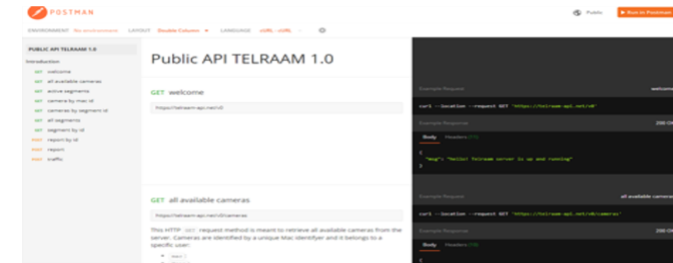 POSTMAN
Public
Run in Postman
ENVIRONMENT No environment LAYOUT Double Column LANGUAGE cURL - cURL
PUBLIC API TELRAAM 1.0
Introduction
GET welcome
GET all available cameras
GET active segments
GET camera by mac id
GET cameras by segment id
GET all segments
GET segment by id
POST report by id
POST report
POST traffic
Public API TELRAAM 1.0
GET welcome
https://telraam-api.net/v0
GET all available cameras
https://telraam-api.net/v0/cameras
This HTTP GET request method is meant to retrieve all available cameras from the
server. Cameras are identified by a unique Mac identifyer and it belongs to a
specific user:
Example Request
welcome
curl --location --request GET 'https://telraam-api.net/v0'
Example Response
200 OK
Body Headers
{
"msg": "Hello! Telraam server is up and running"
}
Example Request
all available cameras
curl --location --request GET 'https://telraam-api.net/v0/cameras'
Example Response
200 OK
Body Headers
{